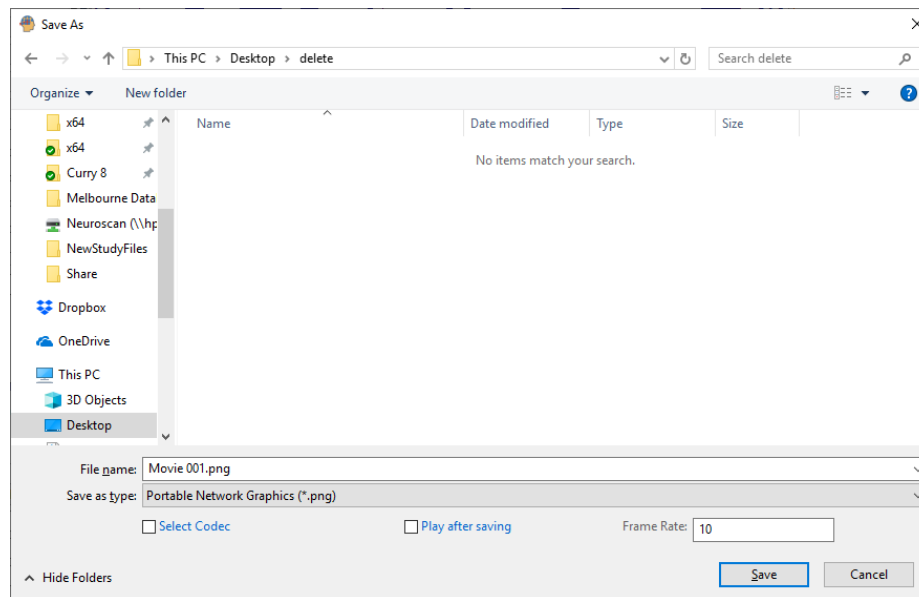 Save As
This PC > Desktop > delete
Search delete
Organize
New folder
x64
x64
Curry 8
Melbourne Data
Neuroscan (\\hp
NewStudyFiles
Share
Dropbox
OneDrive
This PC
3D Objects
Desktop
Name
Date modified
Type
Size
No items match your search.
File name: Movie 001.png
Save as type: Portable Network Graphics (*.png)
Select Codec
Play after saving
Frame Rate: 10
Hide Folders
Save
Cancel